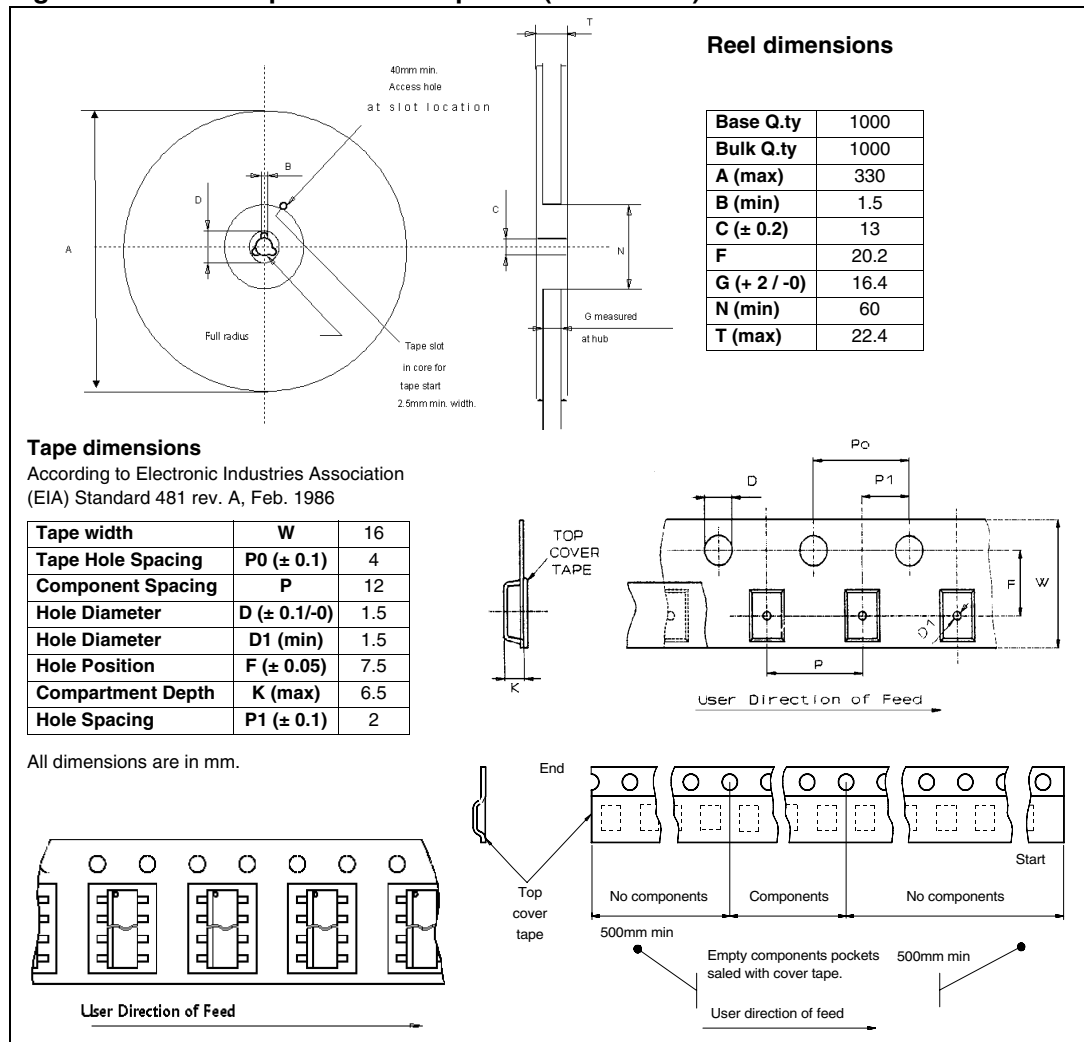 T
Reel dimensions
40mm min.
Access hole
at slot location
B
D
C
A
N
Full radius
G measured
at hub
Tape slot
in core for
tape start
2.5mm min. width.
Base Q.ty 1000
Bulk Q.ty 1000
A (max) 330
B (min) 1.5
C (± 0.2) 13
F 20.2
G (+ 2 / -0) 16.4
N (min) 60
T (max) 22.4
Tape dimensions
According to Electronic Industries Association
(EIA) Standard 481 rev. A, Feb. 1986
Tape width W 16
Tape Hole Spacing P0 (± 0.1) 4
Component Spacing P 12
Hole Diameter D (± 0.1/-0) 1.5
Hole Diameter D1 (min) 1.5
Hole Position F (± 0.05) 7.5
Compartment Depth K (max) 6.5
Hole Spacing P1 (± 0.1) 2
All dimensions are in mm.
Po
D
P1
TOP
COVER
TAPE
F
W
D1
K
P
User Direction of Feed
End
Start
Top
cover
tape
No components
Components
No components
500mm min
Empty components pockets
saled with cover tape.
500mm min
User direction of feed
User Direction of Feed